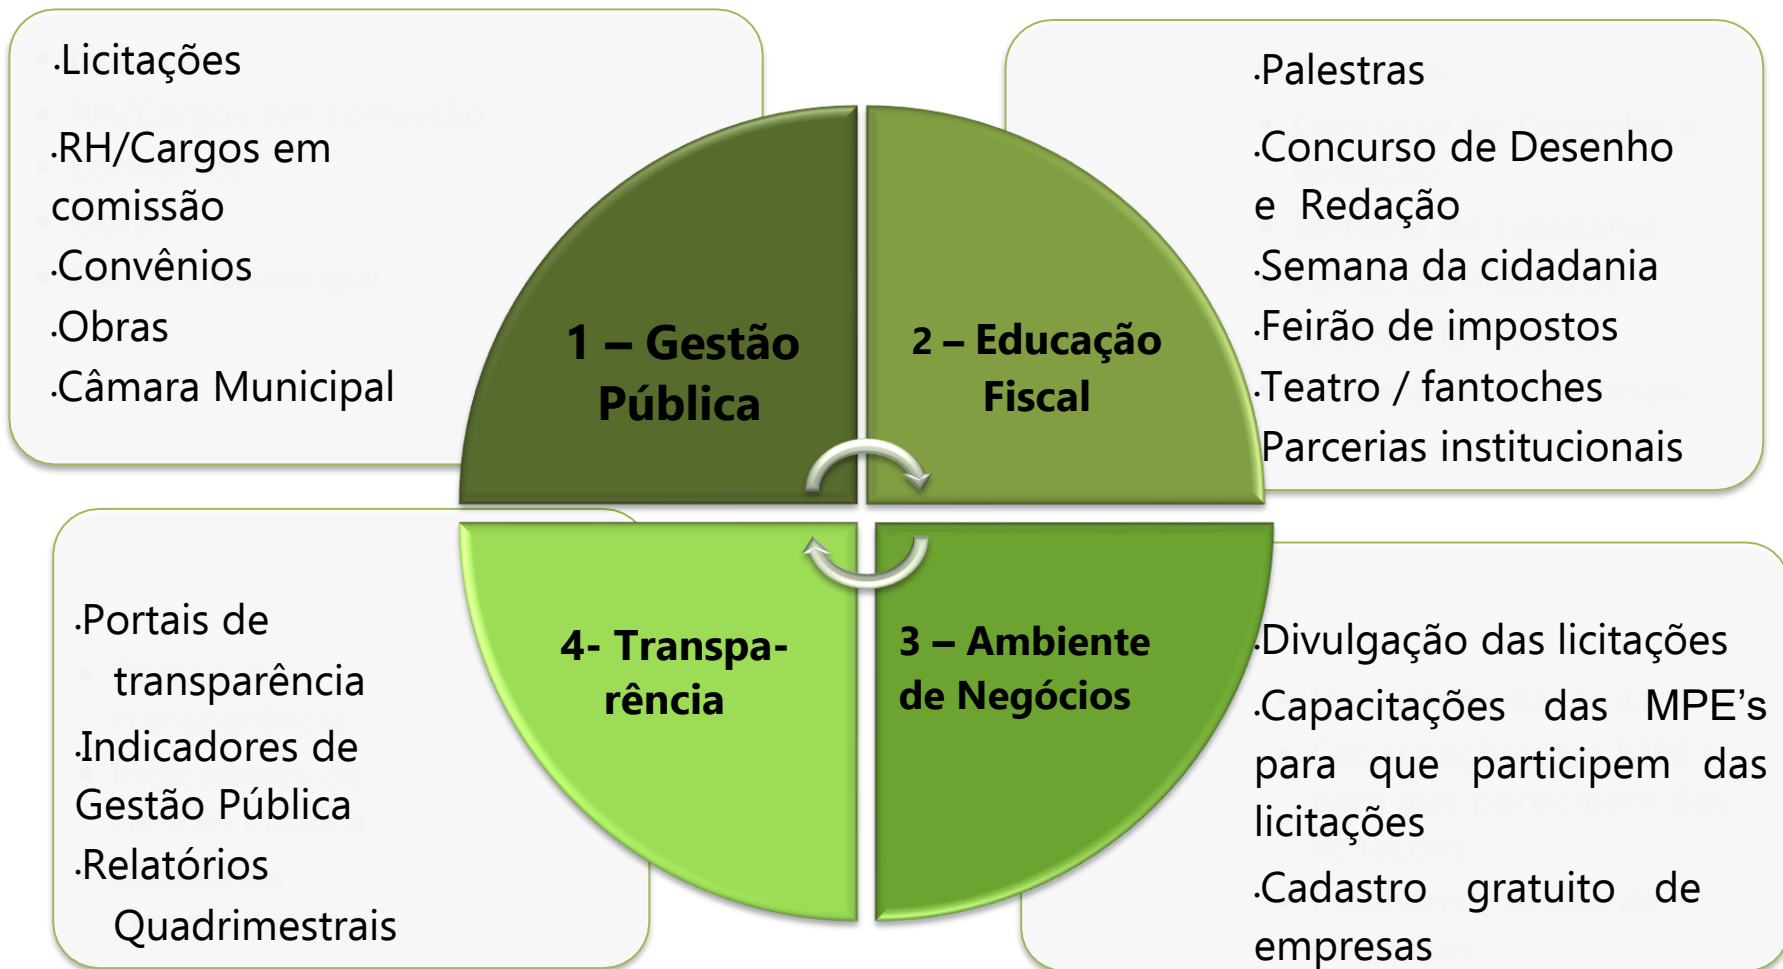 ·Licitações
·RH/Cargos em
comissão
·Convênios
·Obras
·Câmara Municipal
1 – Gestão
Pública
2 – Educação
Fiscal
·Palestras
·Concurso de Desenho
e Redação
·Semana da cidadania
·Feirão de impostos
·Teatro / fantoches
Parcerias institucionais
·Portais de
transparência
·Indicadores de
Gestão Pública
·Relatórios
Quadrimestrais
4- Transpa-
rência
3 – Ambiente
de Negócios
·Divulgação das licitações
·Capacitações das MPE’s
para que participem das
licitações
·Cadastro gratuito de
empresas